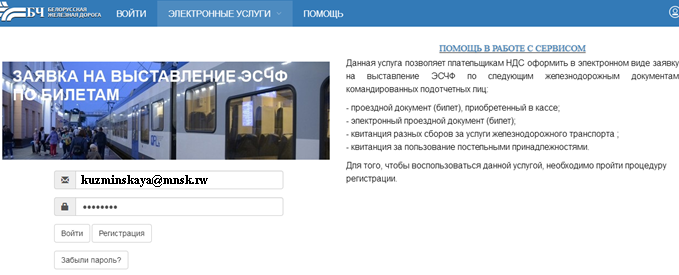 БЧ БЕЛОРУССКАЯ ЖЕЛЕЗНАЯ ДОРОГА ВОЙТИ ЭЛЕКТРОННЫЕ УСЛУГИ ПОМОЩЬ
ЗАЯВКА НА ВЫСТАВЛЕНИЕ ЭСЧФ
ПО БИЛЕТАМ
kuzminskaya@mnsk.rw
Войти Регистрация
Забыли пароль?
ПОМОЩЬ В РАБОТЕ С СЕРВИСОМ
Данная услуга позволяет плательщикам НДС оформить в электронном виде заявку
на выставление ЭСЧФ по следующим железнодорожным документам
командированных подотчетных лиц:
- проездной документ (билет), приобретенный в кассе;
- электронный проездной документ (билет);
- квитанция разных сборов за услуги железнодорожного транспорта ;
- квитанция за пользование постельными принадлежностями.
Для того, чтобы воспользоваться данной услугой, необходимо пройти процедуру
регистрации.